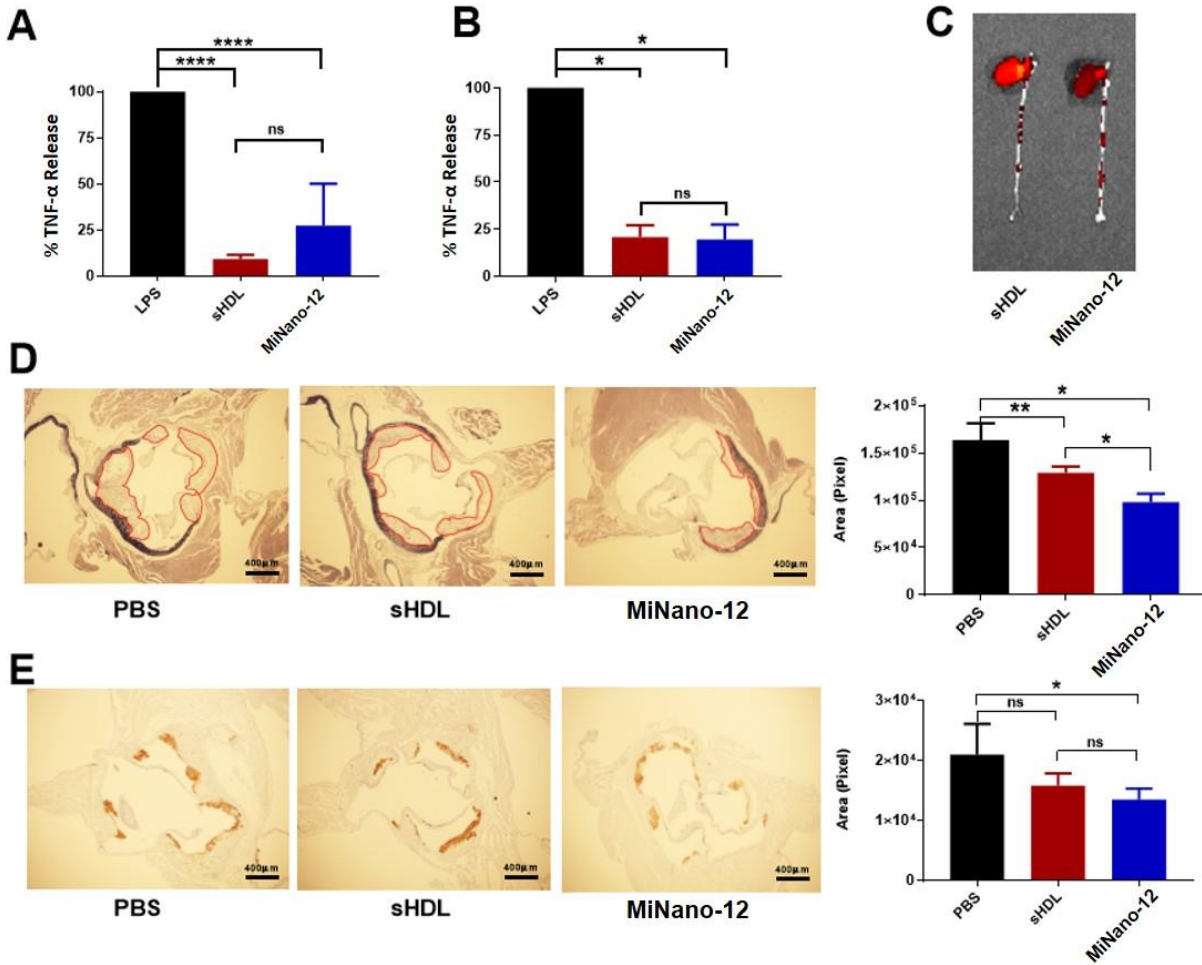 A
B
C
****
****
ns
% TNF-α Release
100
75
50
25
0
LPS
sHDL
MiNano-12
*
*
ns
% TNF-α Release
100
75
50
25
0
LPS
sHDL
MiNano-12
sHDL
MiNano-12
D
400μm
400μm
400μm
PBS
sHDL
MiNano-12
*
**
*
Area (Pixel)
2×10⁵
1.5×10⁵
1×10⁵
5×10⁴
0
PBS
sHDL
MiNano-12
E
400μm
400μm
400μm
PBS
sHDL
MiNano-12
*
ns
ns
Area (Pixel)
3×10⁴
2×10⁴
1×10⁴
0
PBS
sHDL
MiNano-12